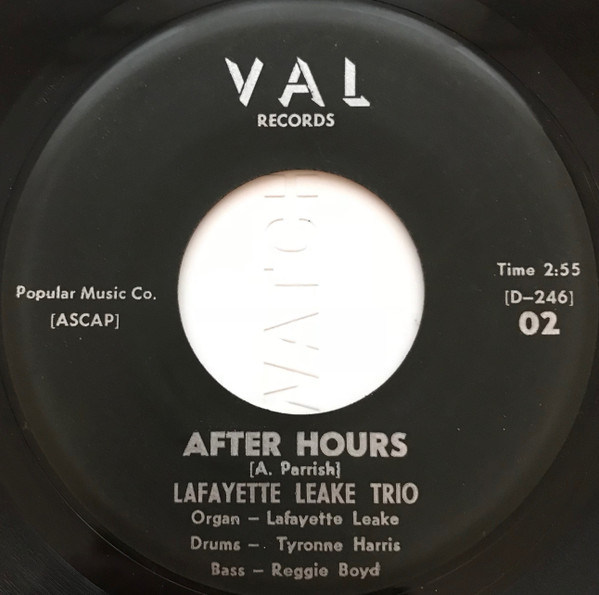 VAL
RECORDS
Time 2:55
Popular Music Co.
[D-246]
[ASCAP]
02
AFTER HOURS
[A. Parrish]
LAFAYETTE LEAKE TRIO
Organ - Lafayette Leake
Drums - . Tyronne Harris
Bass - Reggie Boyd